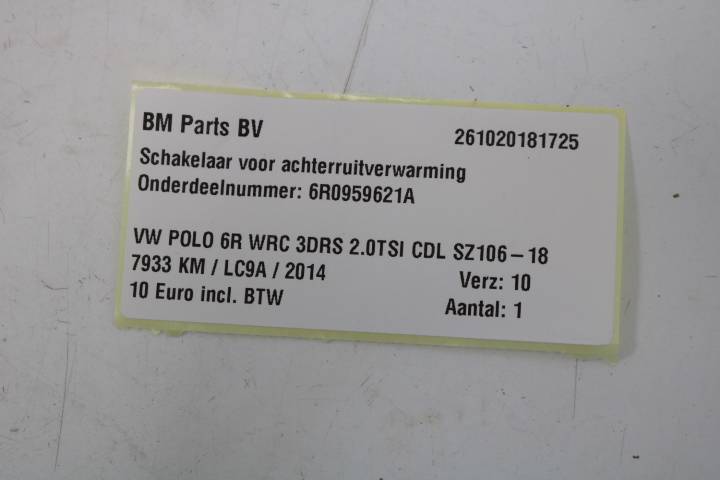 BM Parts BV 261020181725
Schakelaar voor achterruitverwarming
Onderdeelnummer: 6R0959621A
VW POLO 6R WRC 3DRS 2.0TSI CDL SZ106-18
7933 KM / LC9A / 2014 Verz: 10
10 Euro incl. BTW Aantal: 1